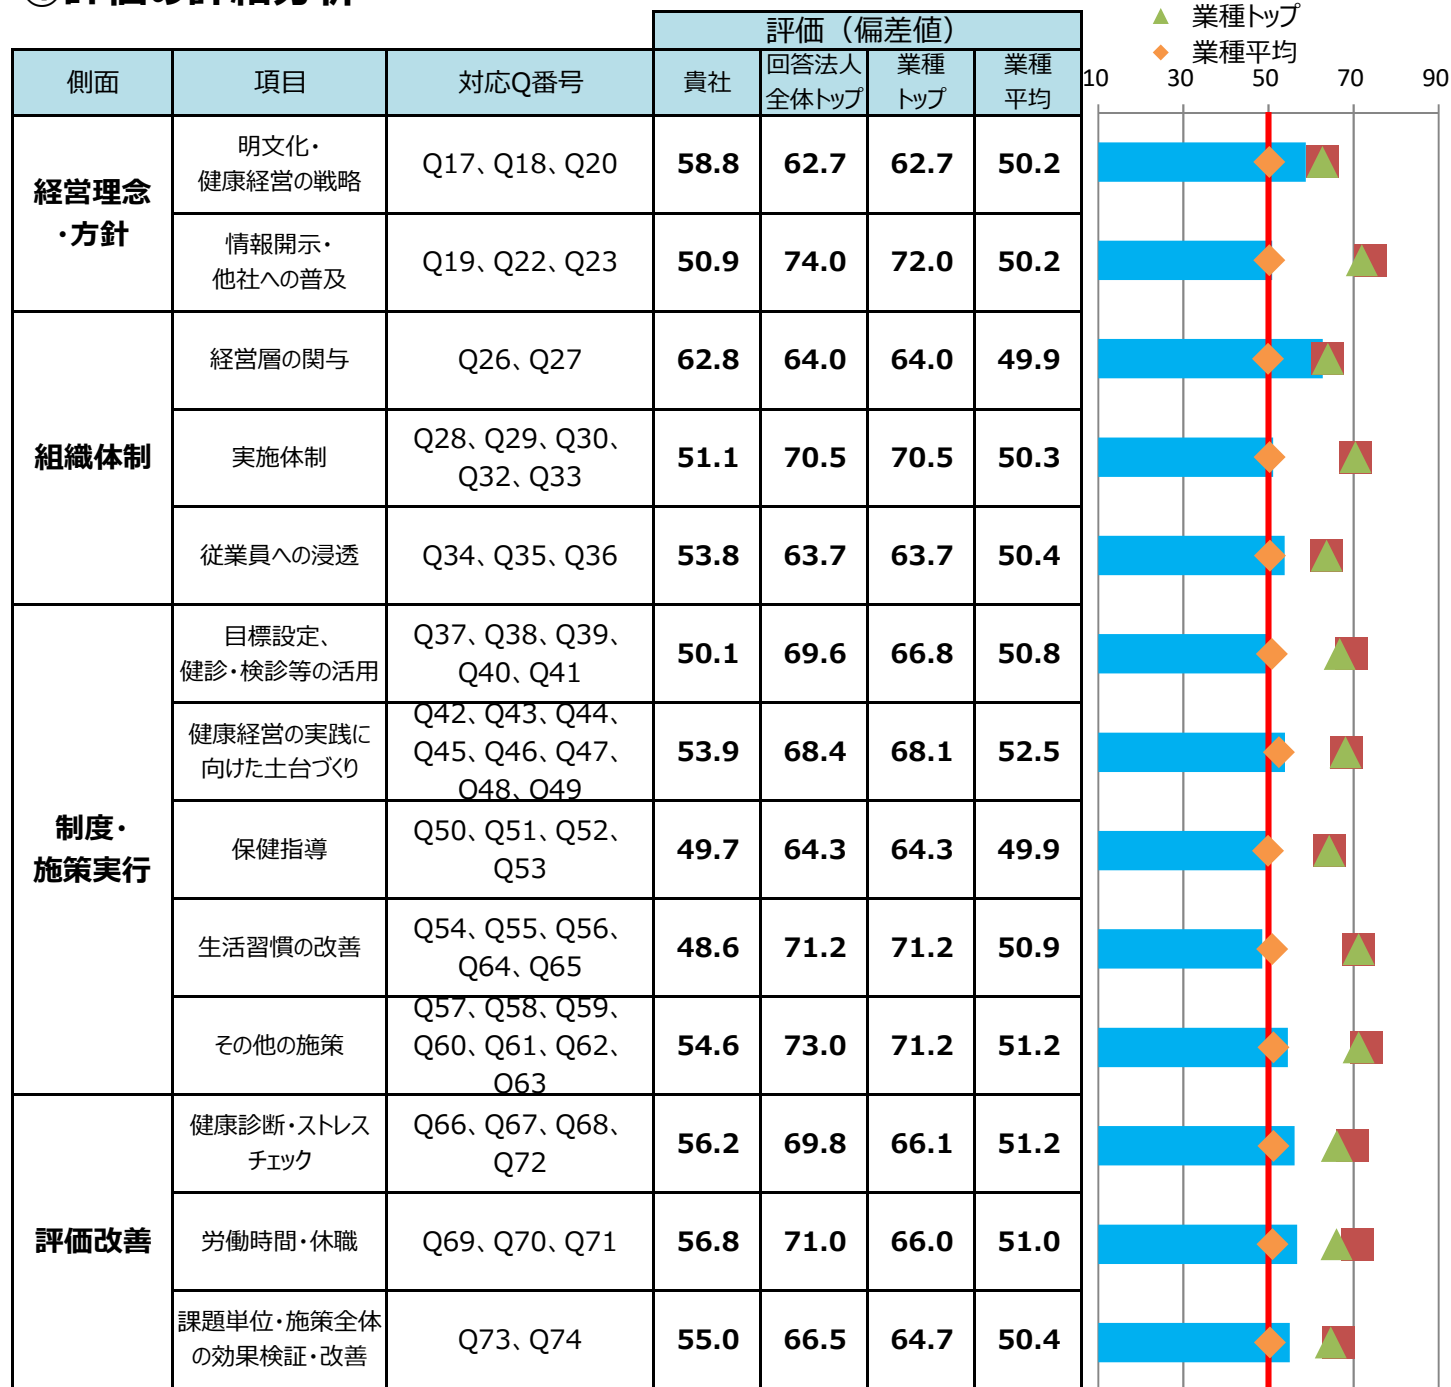 評価の詳細分析
評価（偏差値）
業種トップ
業種平均
側面 項目 対応Q番号 貴社 回答法人 業種 業種
全体トップ トップ 平均
10 30 50 70 90
経営理念
・方針
明文化・
健康経営の戦略
Q17、Q18、Q20 58.8 62.7 62.7 50.2
情報開示・
他社への普及
Q19、Q22、Q23 50.9 74.0 72.0 50.2
組織体制
経営層の関与 Q26、Q27 62.8 64.0 64.0 49.9
実施体制
Q28、Q29、Q30、
Q32、Q33
51.1 70.5 70.5 50.3
従業員への浸透 Q34、Q35、Q36 53.8 63.7 63.7 50.4
制度・
施策実行
目標設定、
健診・検診等の活用
Q37、Q38、Q39、
Q40、Q41
50.1 69.6 66.8 50.8
健康経営の実践に
向けた土台づくり
Q42、Q43、Q44、
Q45、Q46、Q47、
Q48、Q49
53.9 68.4 68.1 52.5
保健指導
Q50、Q51、Q52、
Q53
49.7 64.3 64.3 49.9
生活習慣の改善
Q54、Q55、Q56、
Q64、Q65
48.6 71.2 71.2 50.9
その他の施策
Q57、Q58、Q59、
Q60、Q61、Q62、
Q63
54.6 73.0 71.2 51.2
評価改善
健康診断・ストレス
チェック
Q66、Q67、Q68、
Q72
56.2 69.8 66.1 51.2
労働時間・休職 Q69、Q70、Q71 56.8 71.0 66.0 51.0
課題単位・施策全体
の効果検証・改善
Q73、Q74 55.0 66.5 64.7 50.4